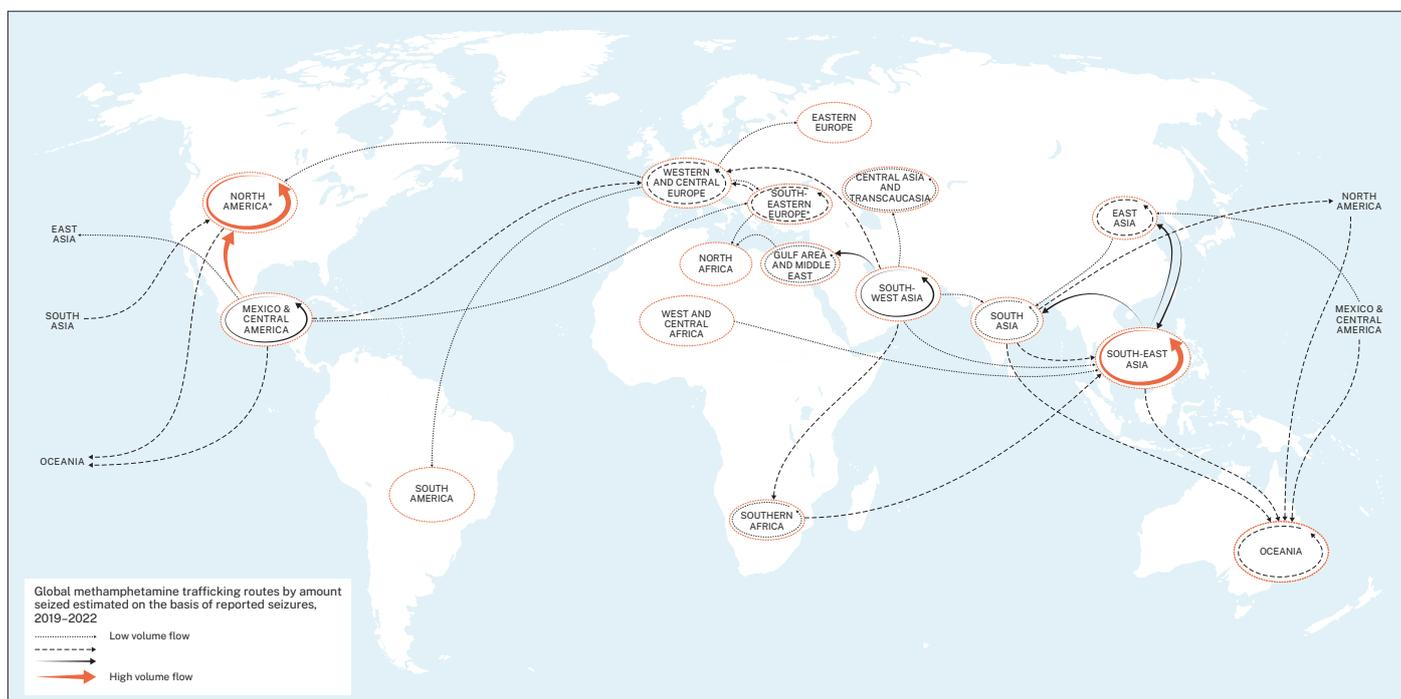 EASTERN
EUROPE
WESTERN
AND CENTRAL
EUROPE
CENTRAL ASIA
AND
TRANSCAUCASIA
NORTH
AMERICA*
SOUTH-
EASTERN
EUROPE*
EAST
ASIA
NORTH
AMERICA
EAST
ASIA
NORTH
AFRICA
GULF AREA
AND MIDDLE
EAST
SOUTH-
WEST ASIA
SOUTH
ASIA
MEXICO &
CENTRAL
AMERICA
WEST AND
CENTRAL
AFRICA
SOUTH
ASIA
MEXICO &
CENTRAL
AMERICA
SOUTH-EAST
ASIA
OCEANIA
SOUTH
AMERICA
SOUTHERN
AFRICA
OCEANIA
Global methamphetamine trafficking routes by amount
seized estimated on the basis of reported seizures,
2019–2022
Low volume flow
High volume flow